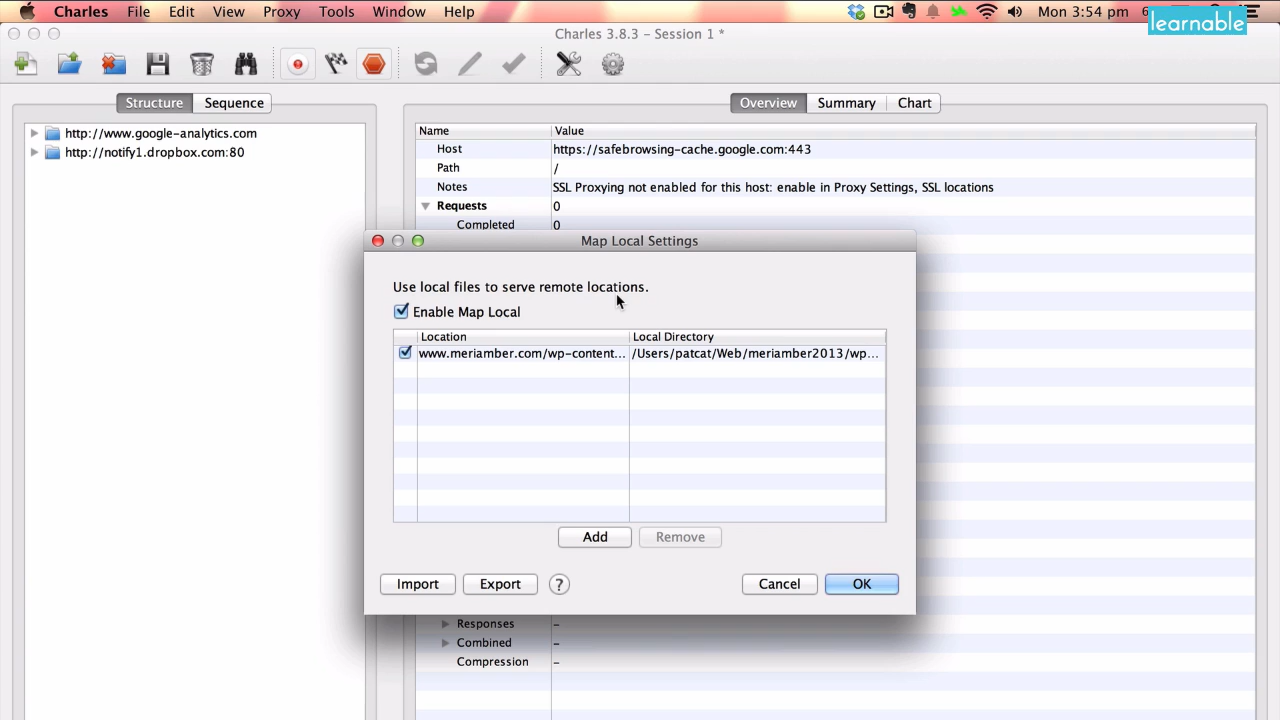 Charles File Edit View Proxy Tools Window Help Mon 3:54 pm
learnable
Charles 3.8.3 – Session 1 *
Structure Sequence
Overview Summary Chart
http://www.google-analytics.com
http://notify1.dropbox.com:80
Name Value
Host https://safebrowsing-cache.google.com:443
Path /
Notes SSL Proxying not enabled for this host: enable in Proxy Settings, SSL locations
Requests 0
Completed 0
Map Local Settings
Use local files to serve remote locations.
Enable Map Local
Location Local Directory
www.meriamber.com/wp-content... /Users/patcat/Web/meriamber2013/wp...
Add Remove
Import Export ? Cancel OK
Responses –
Combined –
Compression –